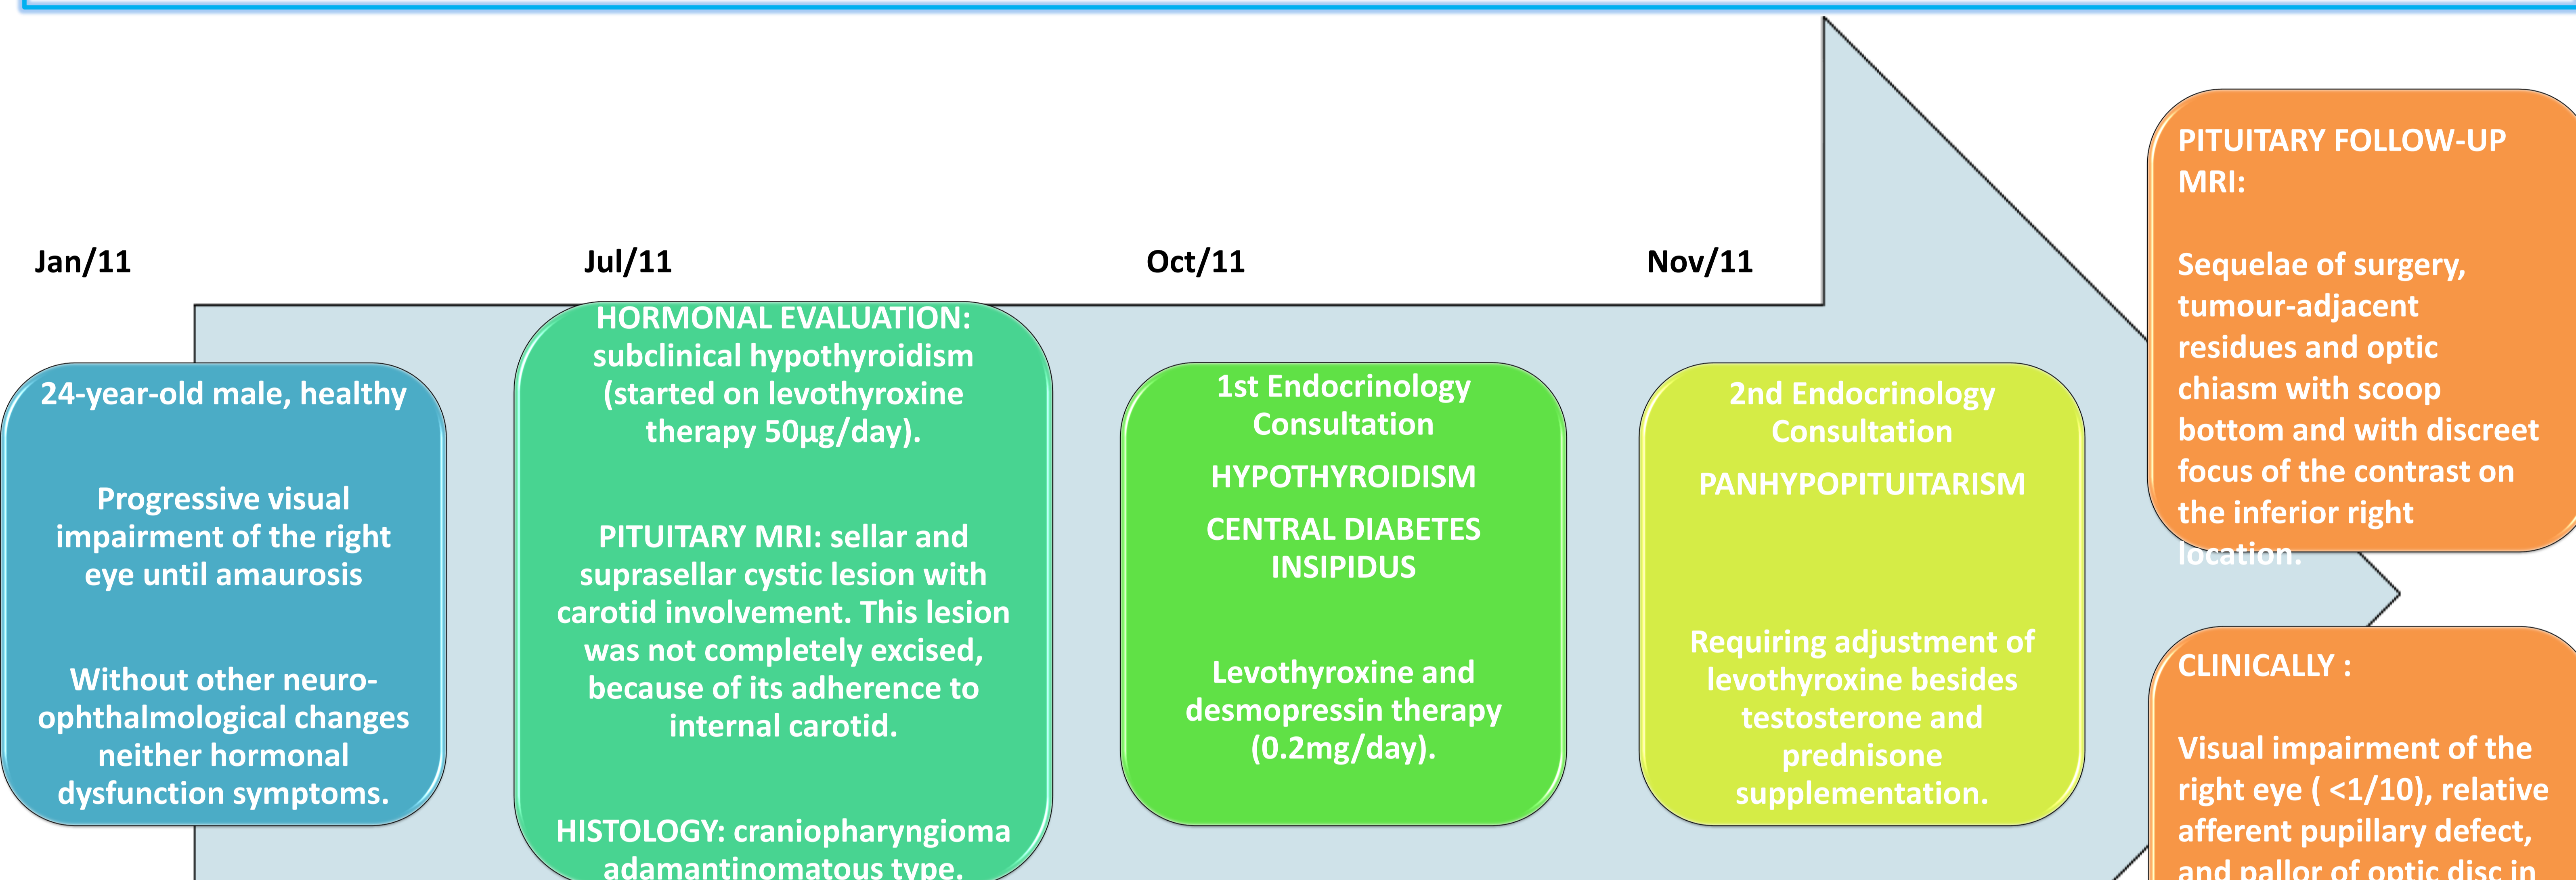 Jan/11
24-year-old male, healthy
Progressive visual
impairment of the right
eye until amaurosis
Without other neuro-
ophthalmological changes
neither hormonal
dysfunction symptoms.
Jul/11
HORMONAL EVALUATION:
subclinical hypothyroidism
(started on levothyroxine
therapy 50µg/day).
PITUITARY MRI: sellar and
suprasellar cystic lesion with
carotid involvement. This lesion
was not completely excised,
because of its adherence to
internal carotid.
HISTOLOGY: craniopharyngioma
adamantinomatous type.
Oct/11
1st Endocrinology
Consultation
HYPOTHYROIDISM
CENTRAL DIABETES
INSIPIDUS
Levothyroxine and
desmopressin therapy
(0.2mg/day).
Nov/11
2nd Endocrinology
Consultation
PANHYPOPITUITARISM
Requiring adjustment of
levothyroxine besides
testosterone and
prednisone
supplementation.
PITUITARY FOLLOW-UP
MRI:
Sequelae of surgery,
tumour-adjacent
residues and optic
chiasm with scoop
bottom and with discreet
focus of the contrast on
the inferior right
location.
CLINICALLY :
Visual impairment of the
right eye ( <1/10), relative
afferent pupillary defect,
and pallor of optic disc in